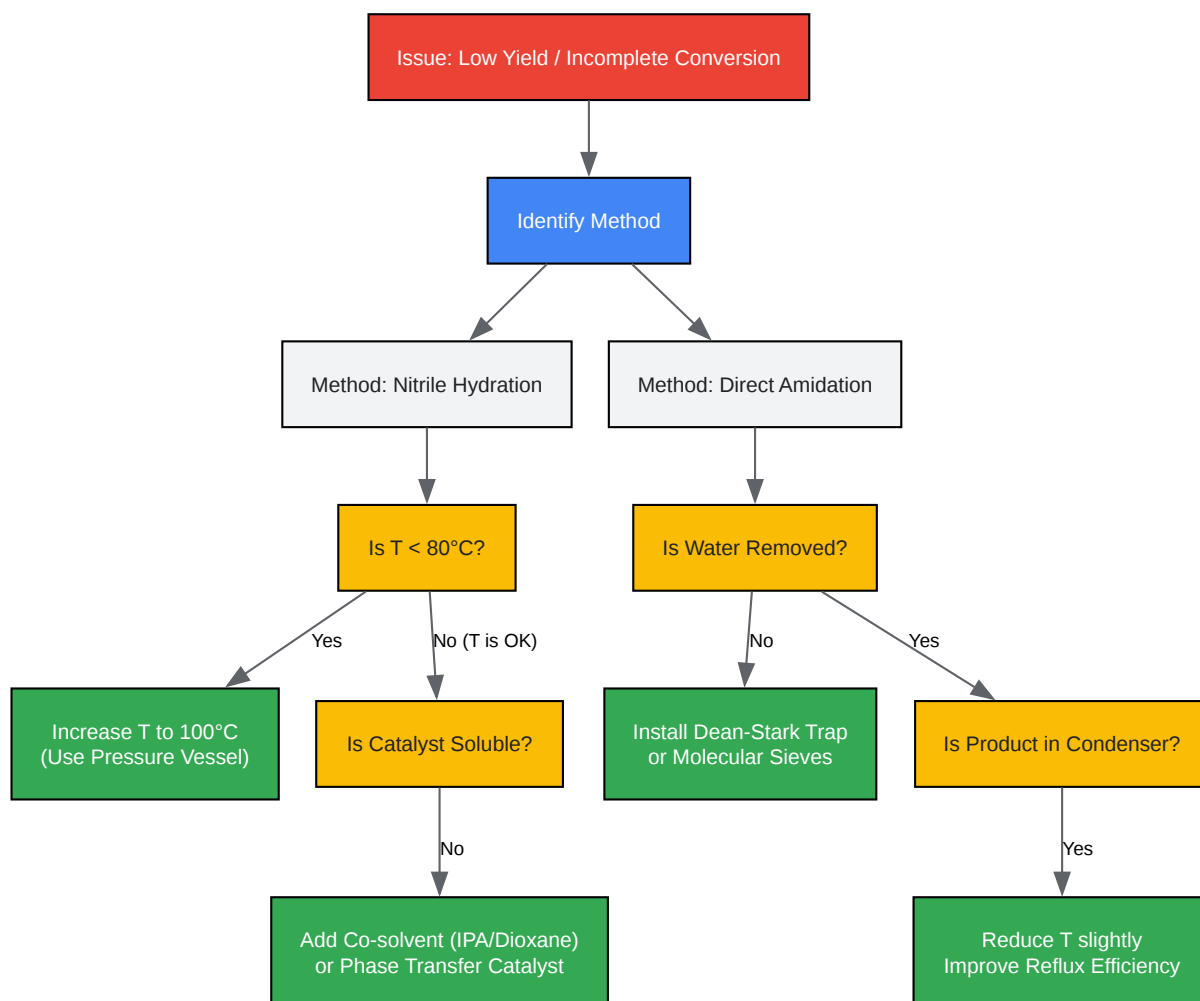 Issue: Low Yield / Incomplete Conversion
Identify Method
Method: Nitrile Hydration
Method: Direct Amidation
Is T < 80°C?
Is Water Removed?
Yes
No (T is OK)
No
Yes
Increase T to 100°C
(Use Pressure Vessel)
Is Catalyst Soluble?
Install Dean-Stark Trap
or Molecular Sieves
Is Product in Condenser?
No
Yes
Add Co-solvent (IPA/Dioxane)
or Phase Transfer Catalyst
Reduce T slightly
Improve Reflux Efficiency